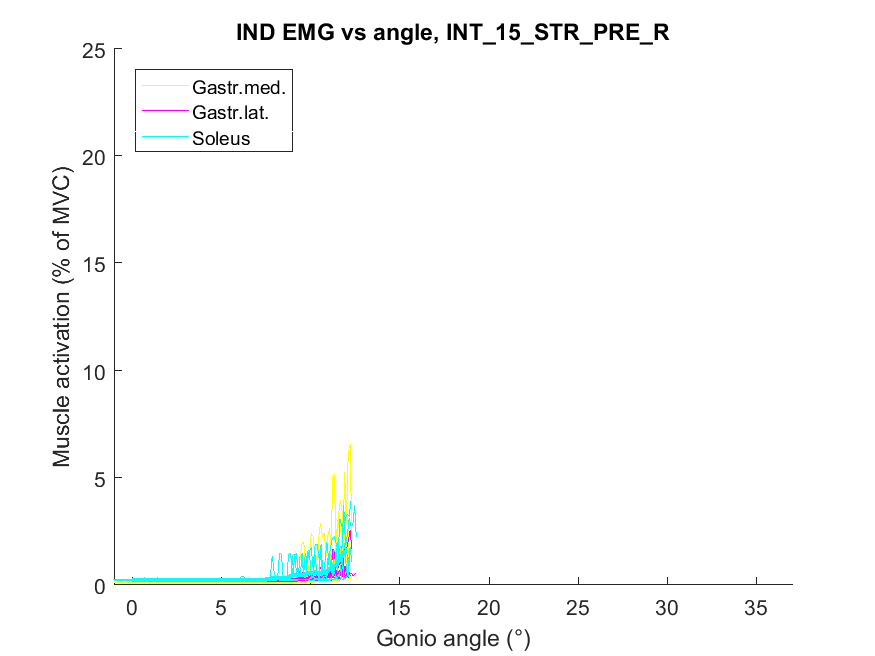 IND EMG vs angle, INT_15_STR_PRE_R
25
Gastr.med.
Gastr.lat.
Soleus
20
15
10
5
0
Muscle activation (% of MVC)
0 5 10 15 20 25 30 35
Gonio angle (°)